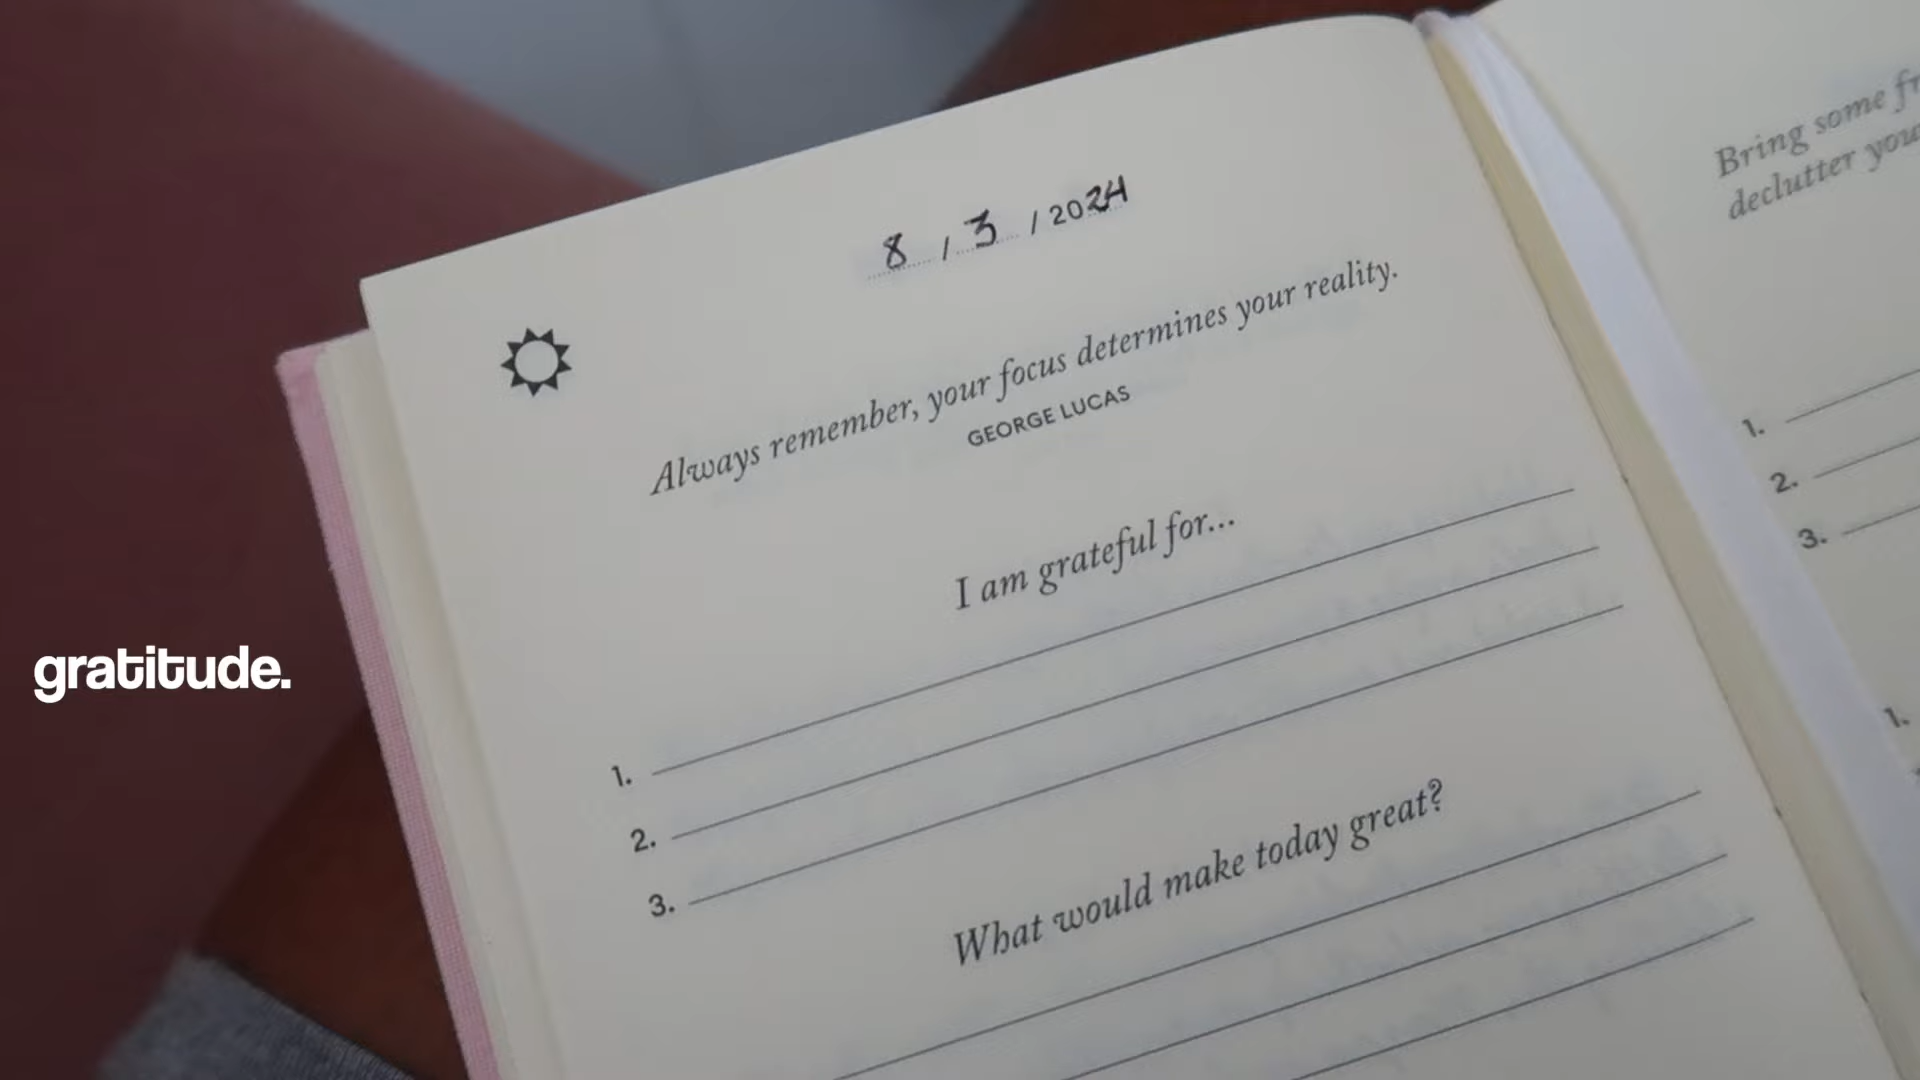 8 / 3 / 2024
Always remember, your focus determines your reality.
GEORGE LUCAS
I am grateful for...
1.
2.
3.
What would make today great?
gratitude.
Bring some
declutter
1.
2.
3.
1.